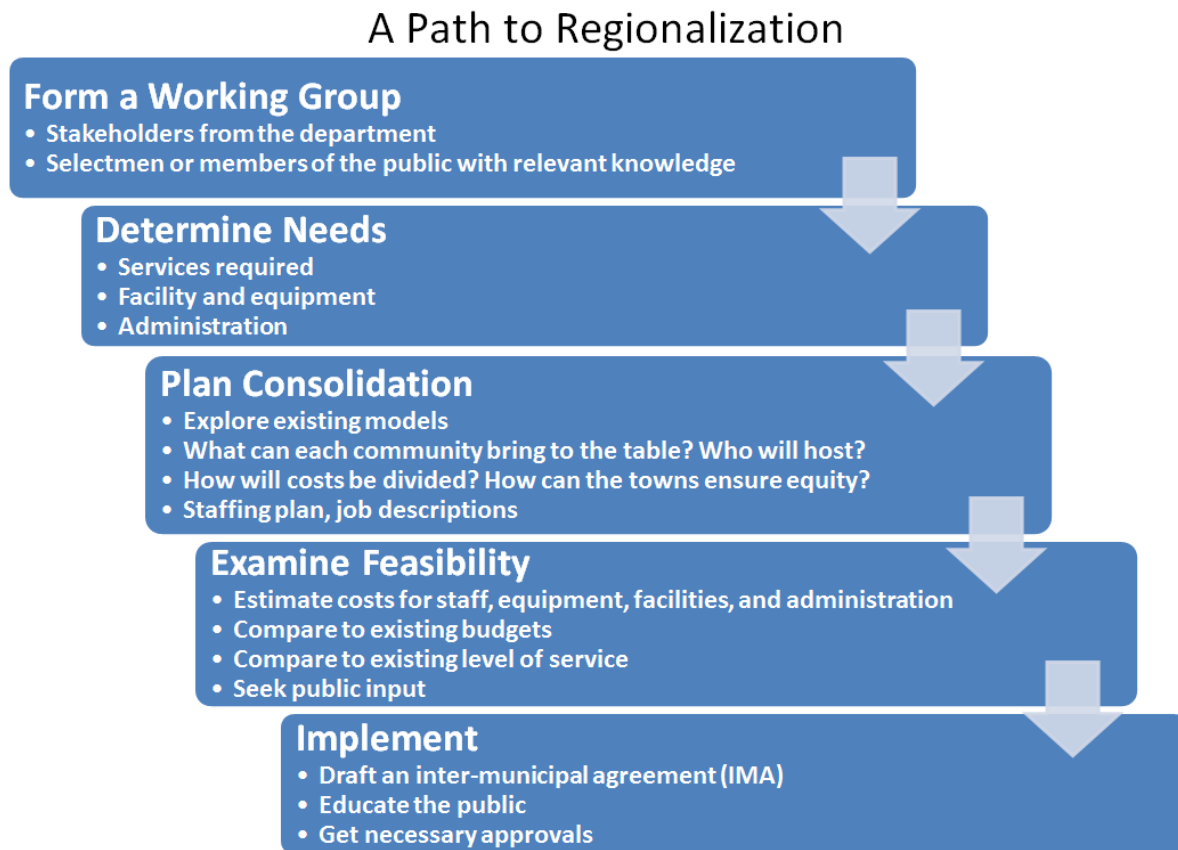 A Path to Regionalization
Form a Working Group
• Stakeholders from the department
• Selectmen or members of the public with relevant knowledge
Determine Needs
• Services required
• Facility and equipment
• Administration
Plan Consolidation
• Explore existing models
• What can each community bring to the table? Who will host?
• How will costs be divided? How can the towns ensure equity?
• Staffing plan, job descriptions
Examine Feasibility
• Estimate costs for staff, equipment, facilities, and administration
• Compare to existing budgets
• Compare to existing level of service
• Seek public input
Implement
• Draft an inter-municipal agreement (IMA)
• Educate the public
• Get necessary approvals